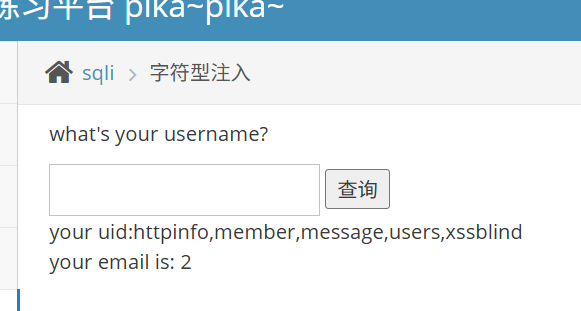 练习平台 pika~pika~
sqli > 字符型注入
what's your username?
查询
your uid:httpinfo,member,message,users,xssblind
your email is: 2